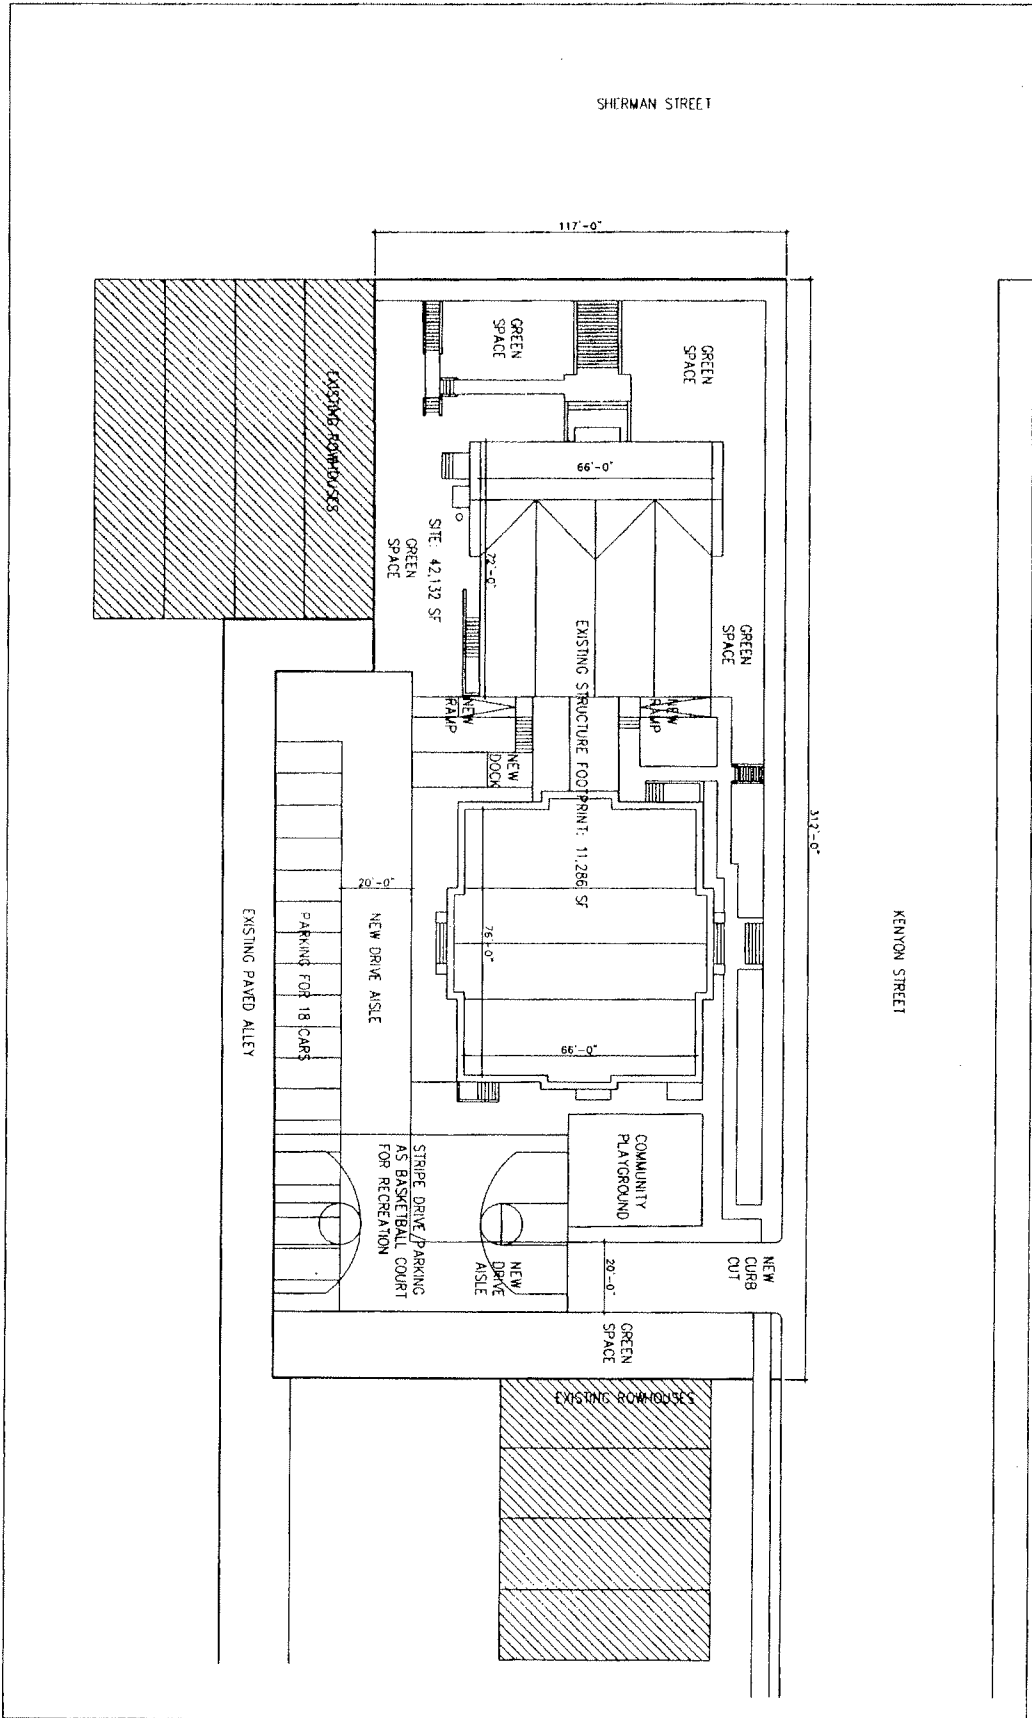 SHERMAN STREET
117'-0"
GREEN
SPACE
GREEN
SPACE
EXISTING ROWHOUSES
66'-0"
SITE: 42,132 SF
72'-0"
GREEN
SPACE
GREEN
SPACE
EXISTING STRUCTURE FOOTPRINT: 11,286 SF
NEW
RAMP
NEW
RAMP
NEW
DOCK
312'-0"
KENYON STREET
20'-0"
76'-0"
NEW DRIVE AISLE
PARKING FOR 18 CARS
EXISTING PAVED ALLEY
66'-0"
COMMUNITY
PLAYGROUND
STRIPE DRIVE/PARKING
AS BASKETBALL COURT
FOR RECREATION
NEW
DRIVE
AISLE
20'-0"
NEW
CURB
CUT
GREEN
SPACE
EXISTING ROWHOUSES